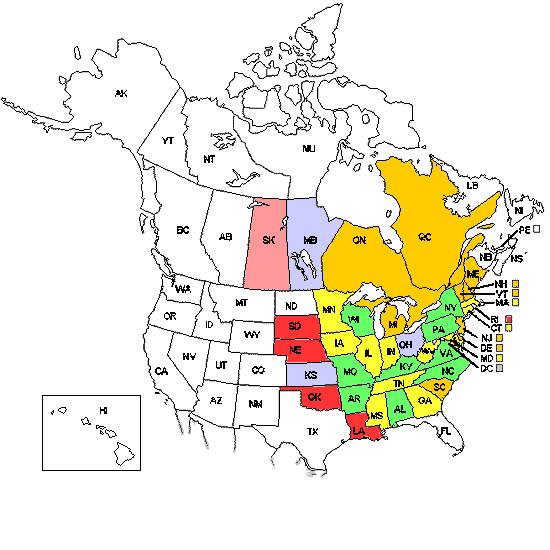 AK
YT
NT
NU
BC
AB
SK
MB
ON
QC
LB
NI
PE
NB
NS
ME
NH
VT
MA
RI
CT
NJ
DE
MD
DC
WA
MT
ND
MN
WI
MI
NY
OR
ID
WY
SD
IA
PA
NE
IL
IN
OH
WV
VA
CA
NV
UT
CO
KS
MO
KY
NC
TN
SC
AZ
NM
OK
AR
MS
AL
GA
TX
LA
FL
HI